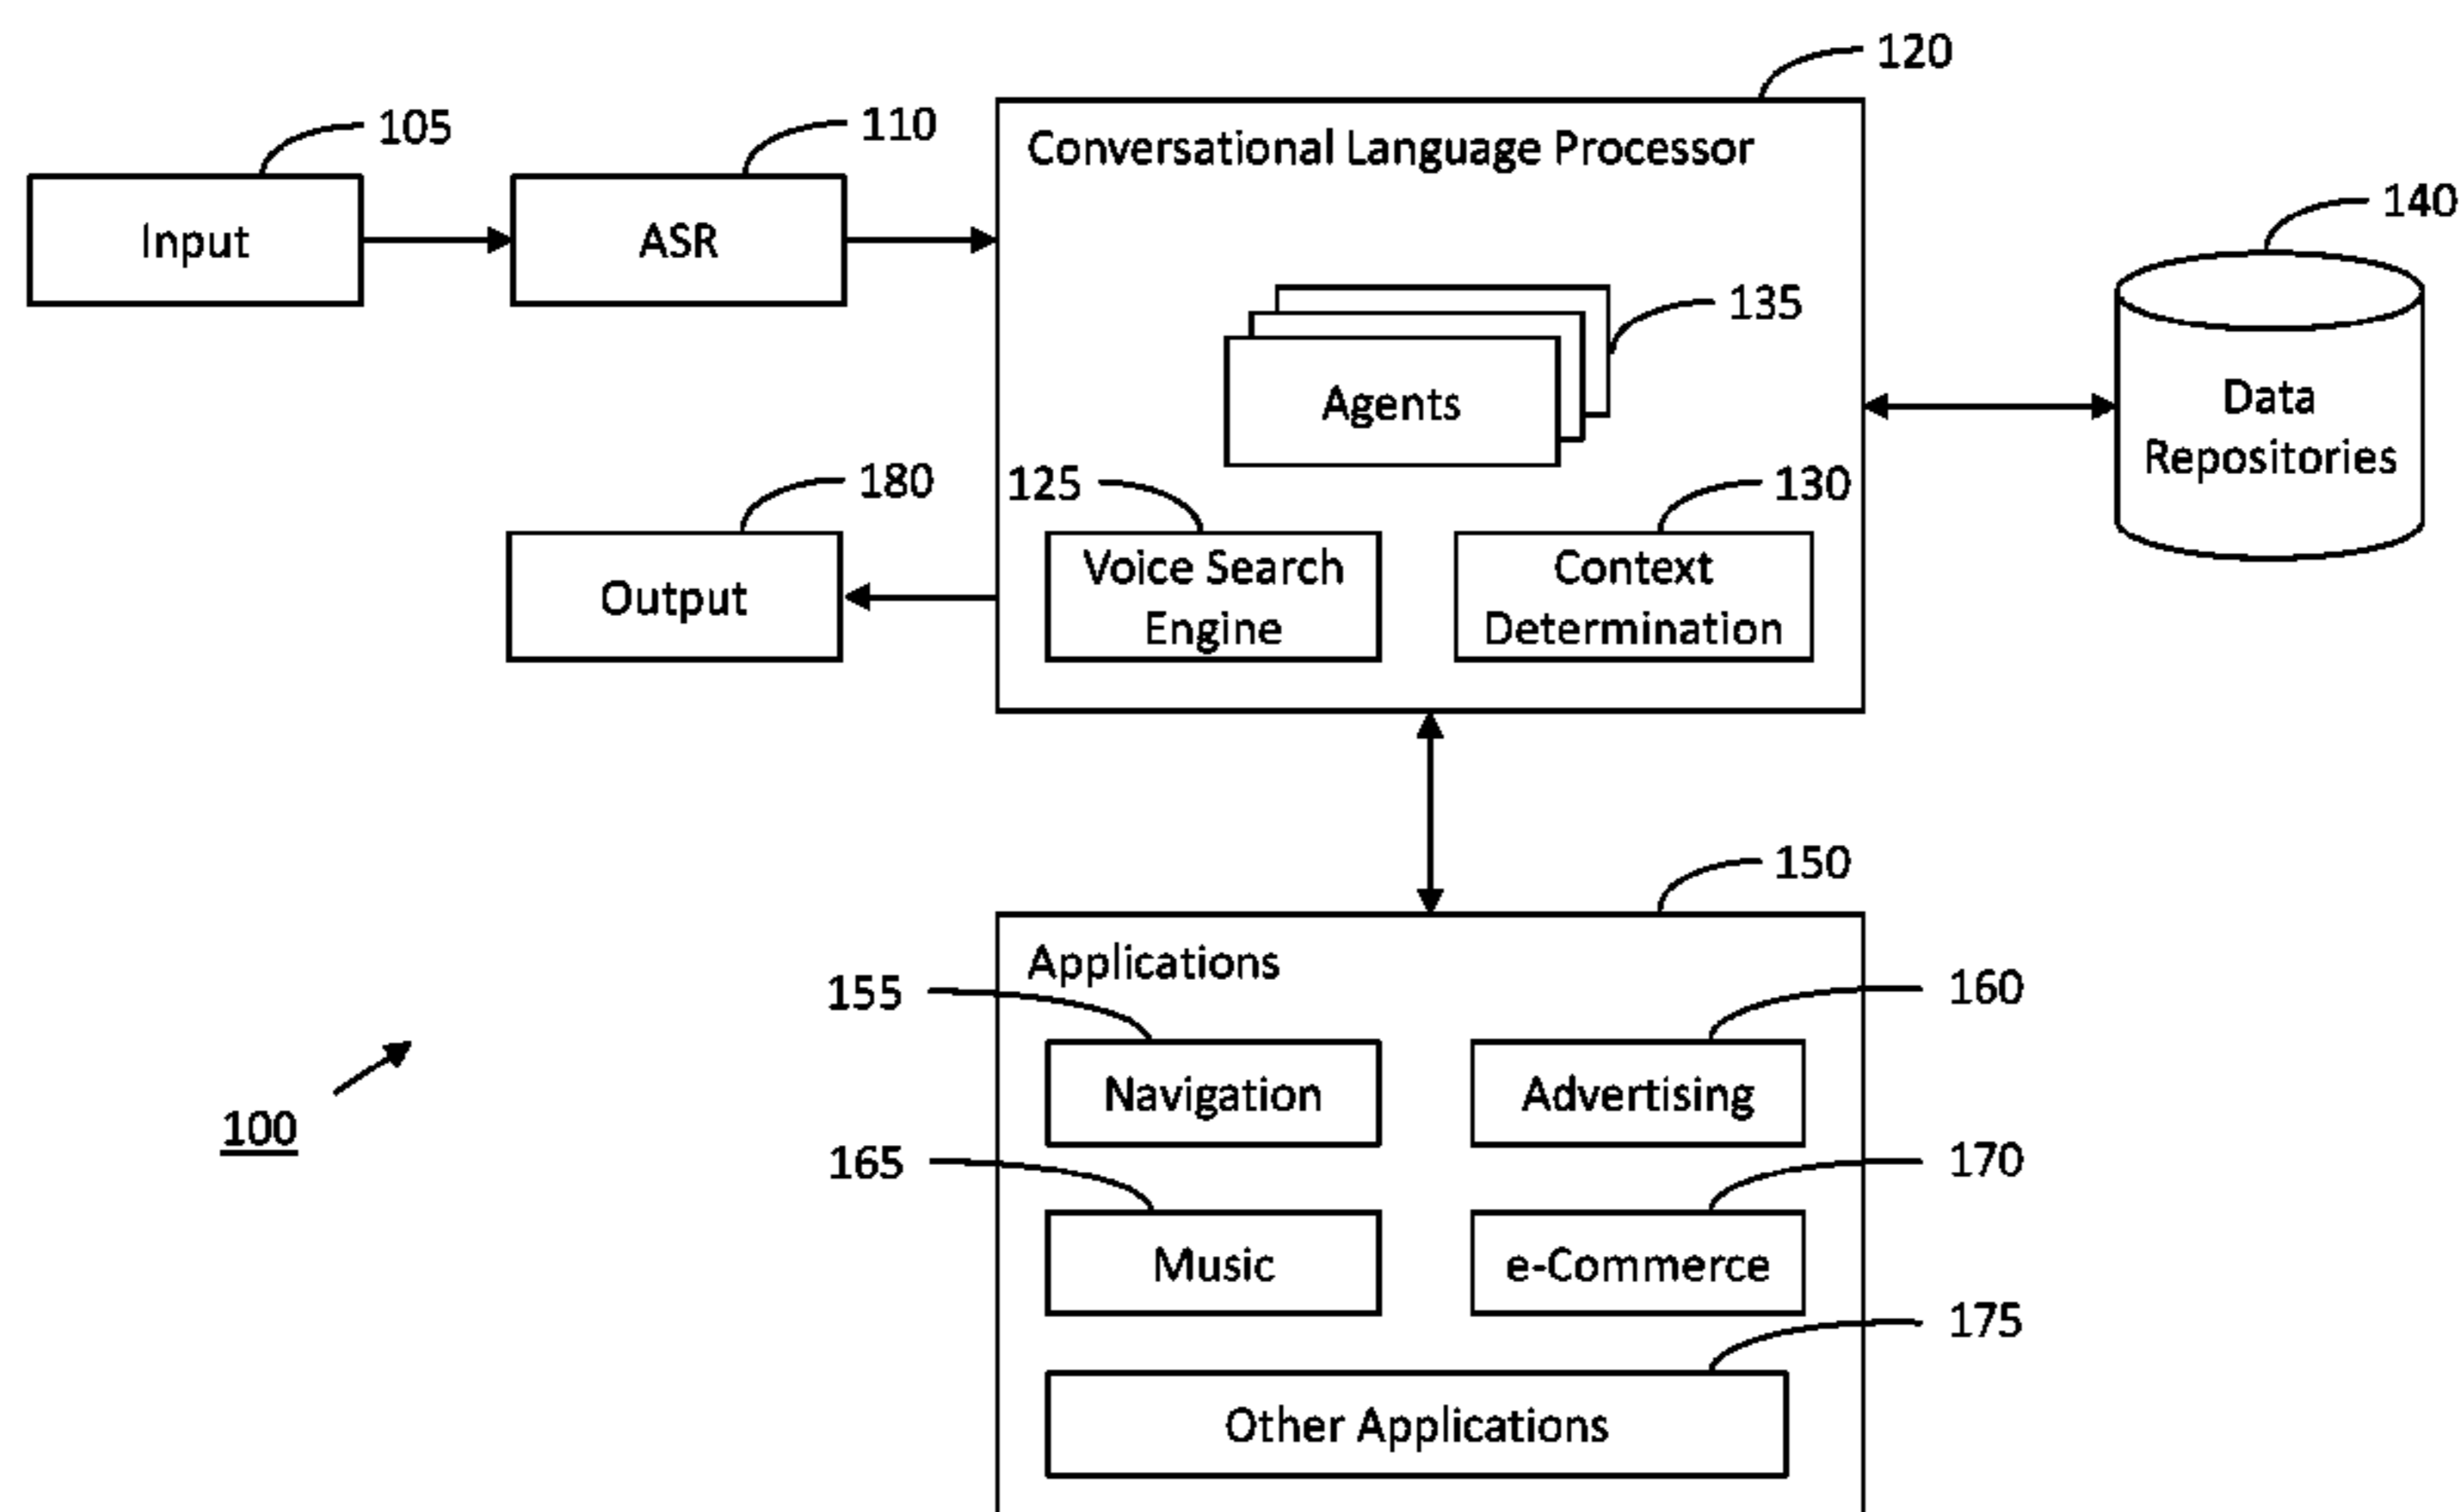 120
105
110
Conversational Language Processor
140
Input
ASR
135
Agents
Data
Repositories
180
125
130
Output
Voice Search
Engine
Context
Determination
150
Applications
155
160
Navigation
Advertising
100
165
170
Music
e-Commerce
175
Other Applications